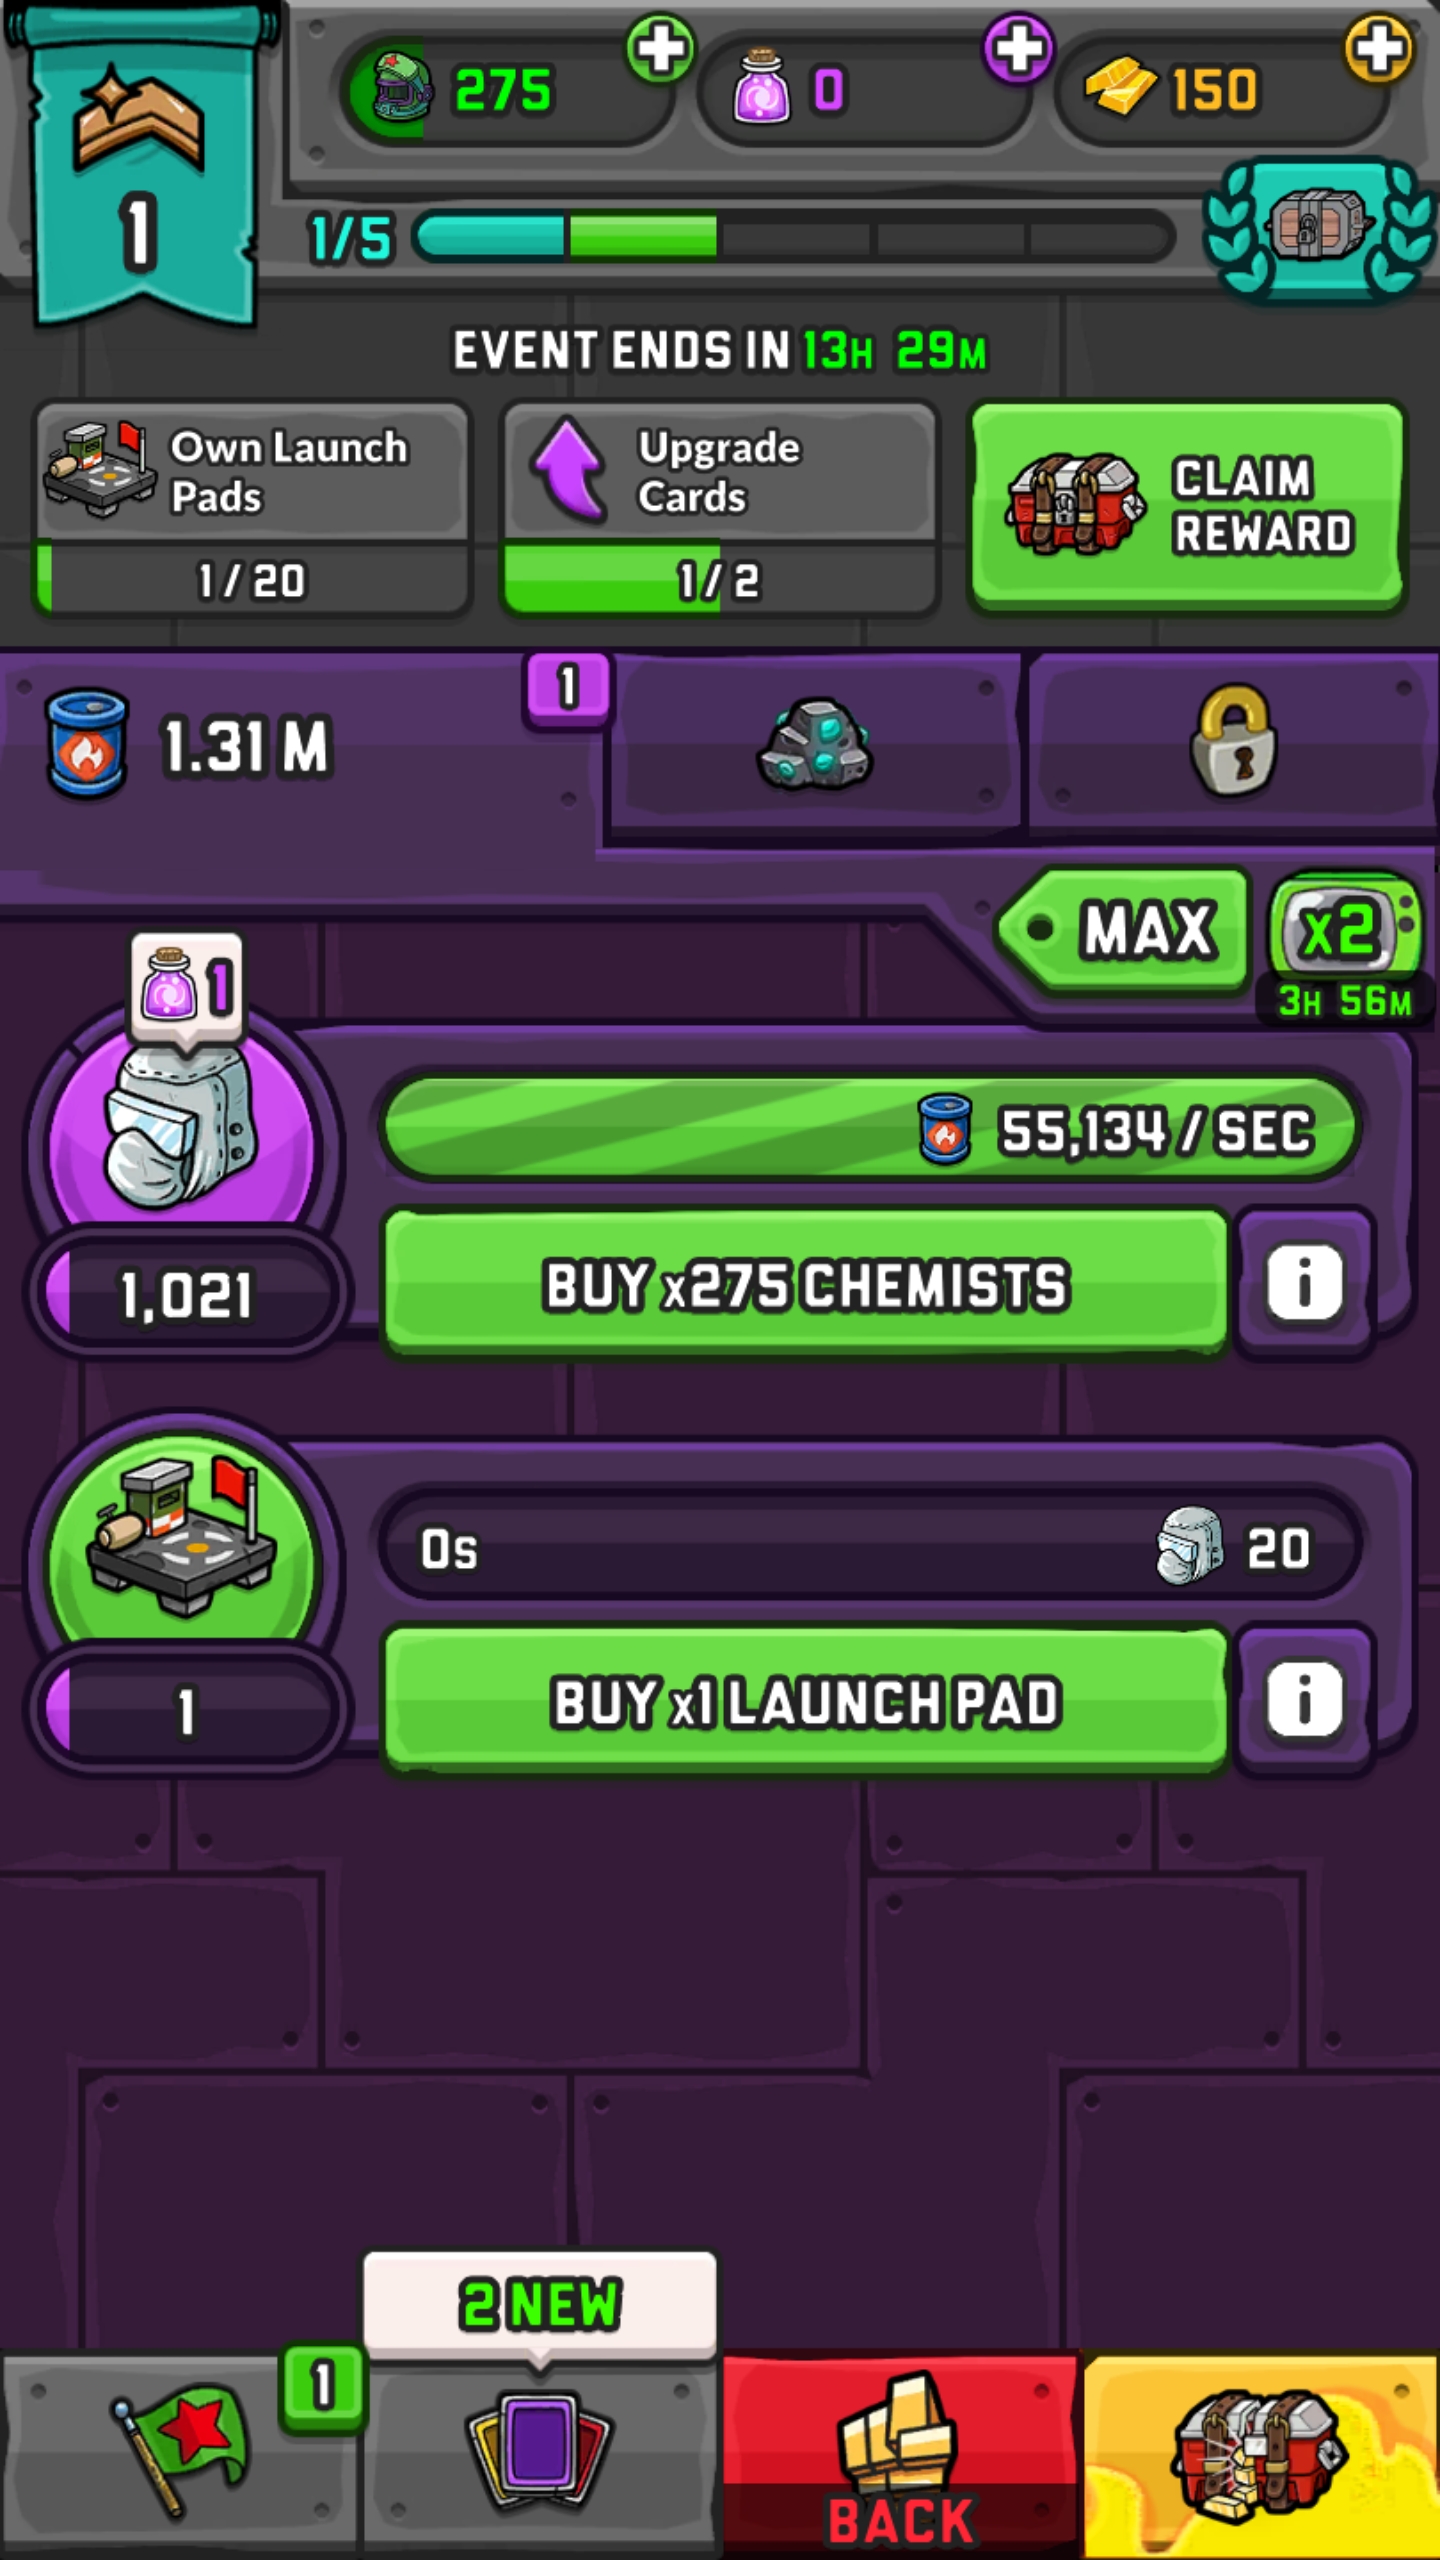 275
0
150
1
1/5
EVENT ENDS IN 13H 29M
Own Launch
Pads
1/20
Upgrade
Cards
1/2
CLAIM
REWARD
1.31 M
1
MAX
x2
3H 56M
1
55,134 / SEC
1,021
BUY x275 CHEMISTS
i
0s
20
1
BUY x1 LAUNCH PAD
i
2 NEW
1
BACK